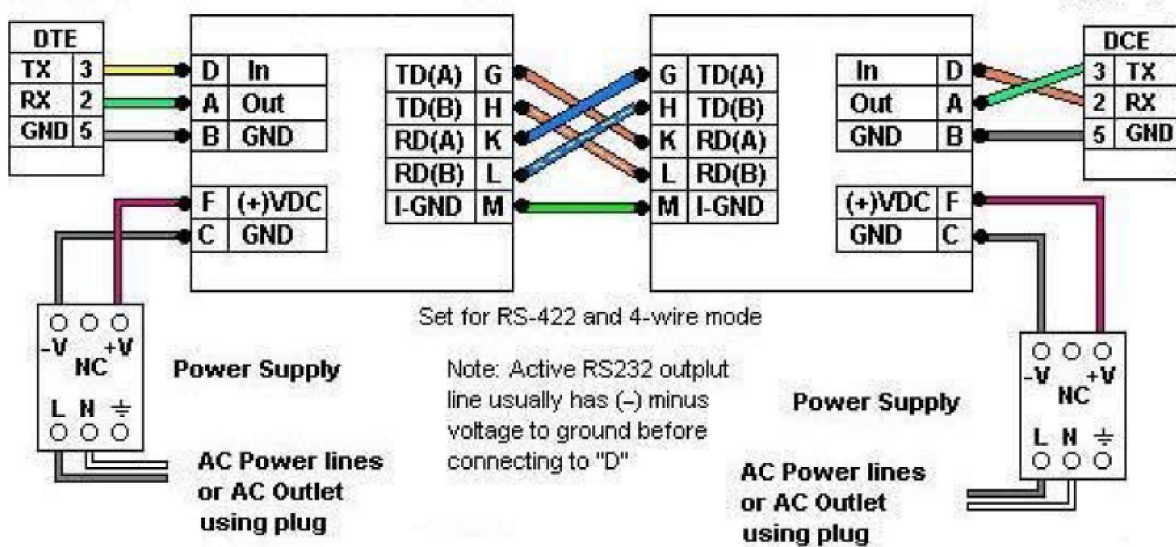 DTE
TX 3
RX 2
GND 5
D In
A Out
B GND
F (+)VDC
C GND
TD(A) G
TD(B) H
RD(A) K
RD(B) L
I-GND M
G TD(A)
H TD(B)
K RD(A)
L RD(B)
M I-GND
In D
Out A
GND B
(+)VDC F
GND C
DCE
3 TX
2 RX
5 GND
-V +V
NC
L N
Power Supply
AC Power lines
or AC Outlet
using plug
Set for RS-422 and 4-wire mode
Note: Active RS232 outplut
line usually has (–) minus
voltage to ground before
connecting to "D"
Power Supply
-V +V
NC
L N
AC Power lines
or AC Outlet
using plug